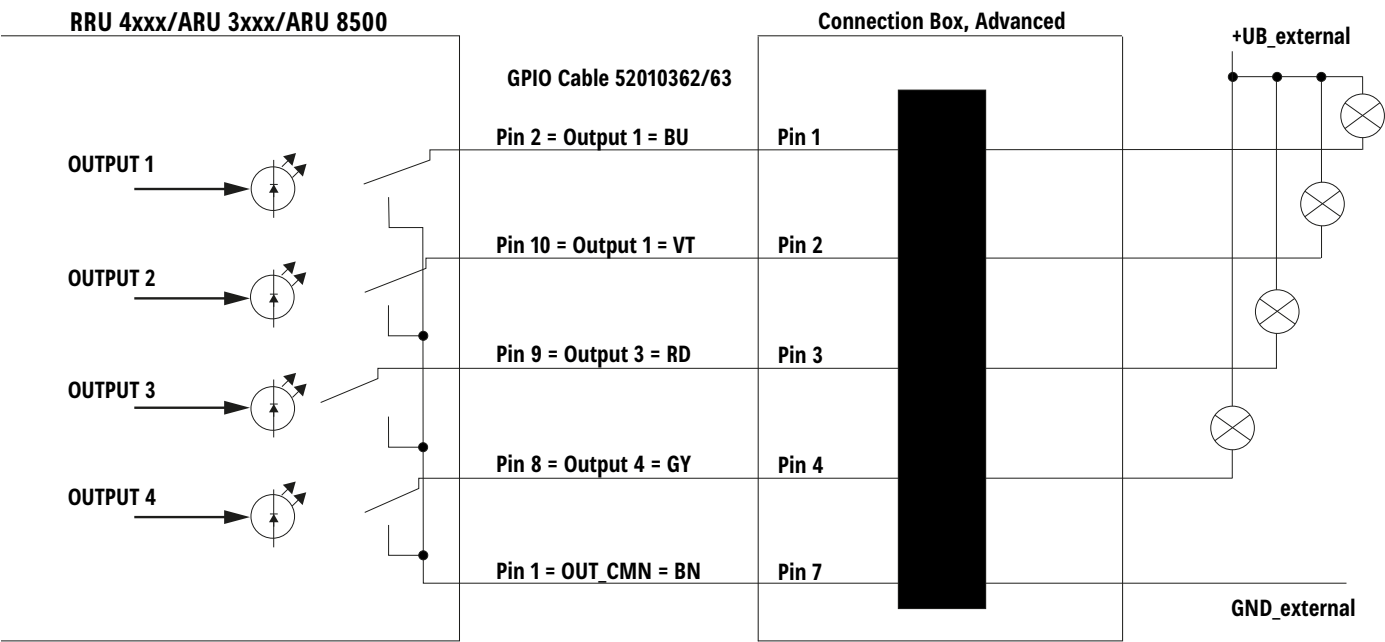 RRU 4xxx/ARU 3xxx/ARU 8500
Connection Box, Advanced
+UB_external
GPIO Cable 52010362/63
Pin 2 = Output 1 = BU
Pin 1
OUTPUT 1
Pin 10 = Output 1 = VT
Pin 2
OUTPUT 2
Pin 9 = Output 3 = RD
Pin 3
OUTPUT 3
Pin 8 = Output 4 = GY
Pin 4
OUTPUT 4
Pin 1 = OUT_CMN = BN
Pin 7
GND_external